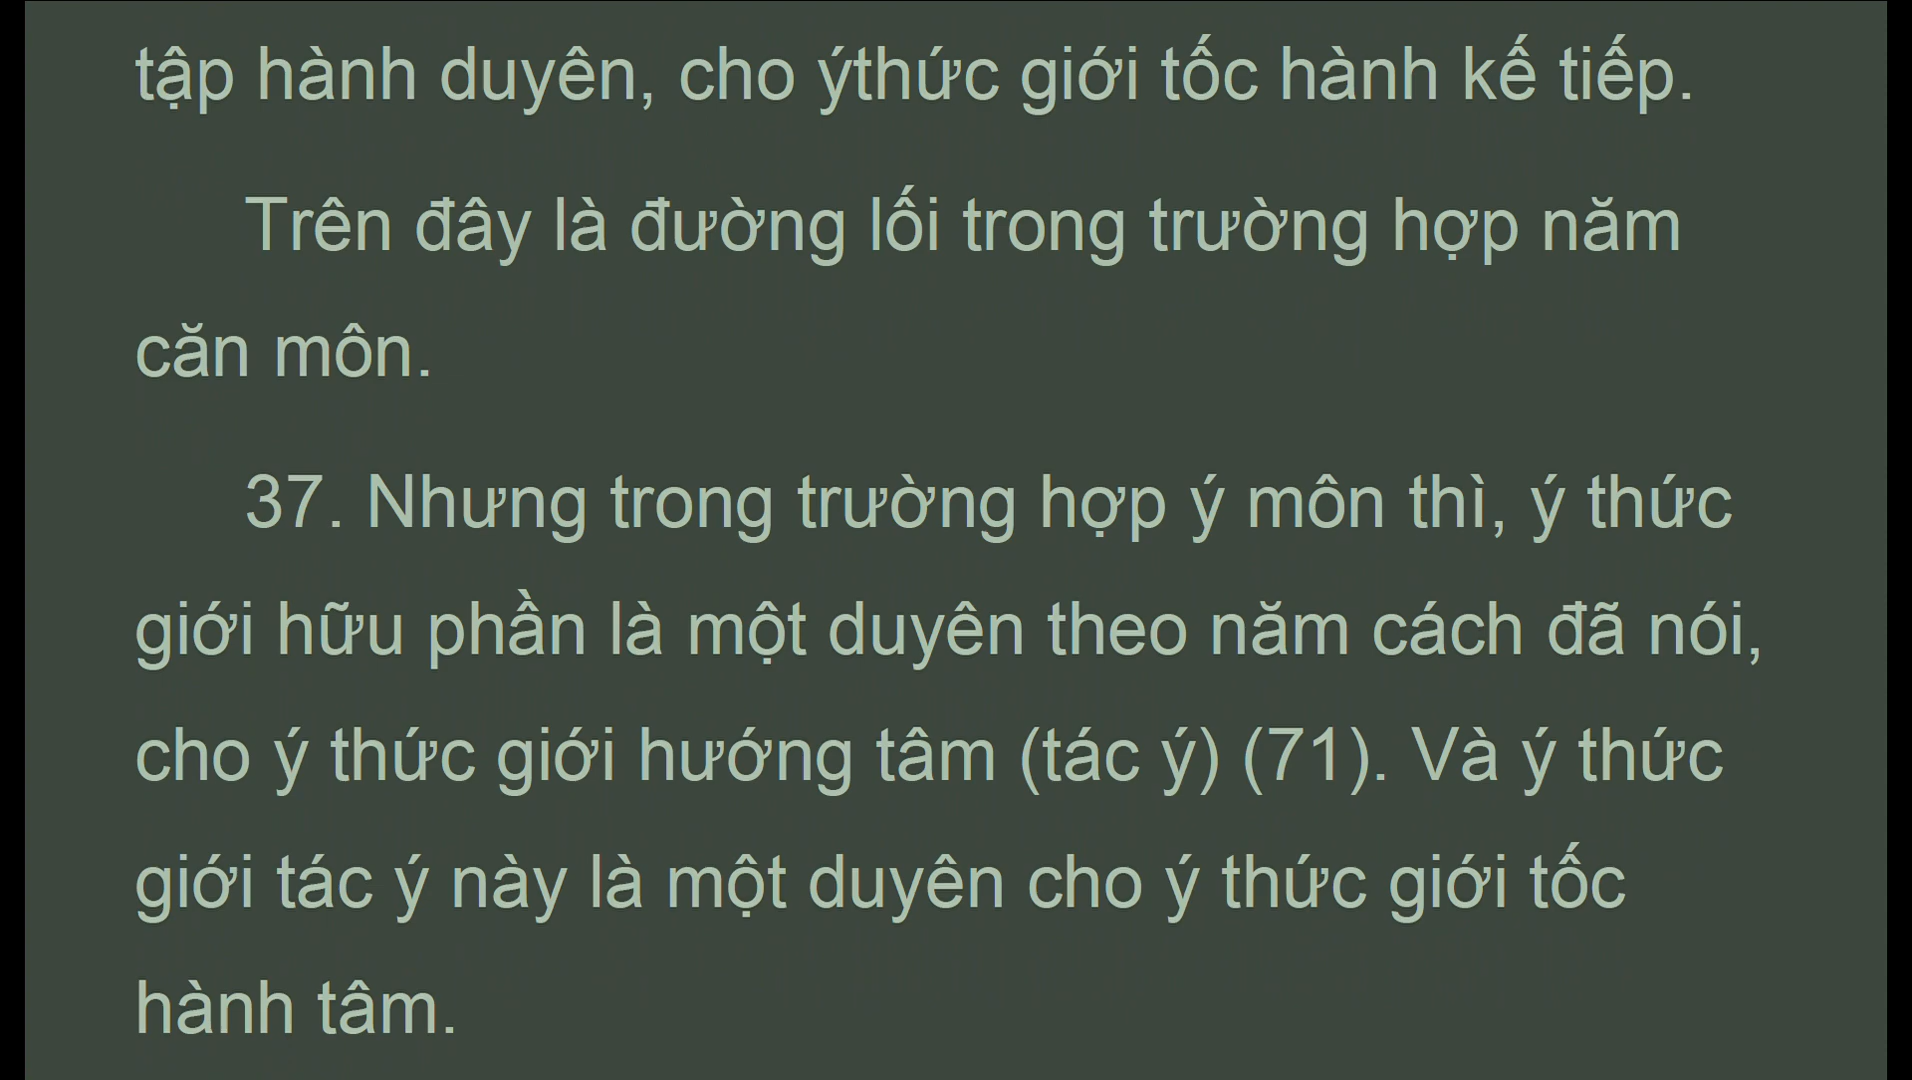 tập hành duyên, cho ýthức giới tốc hành kế tiếp.
Trên đây là đường lối trong trường hợp năm
căn môn.
37. Nhưng trong trường hợp ý môn thì, ý thức
giới hữu phần là một duyên theo năm cách đã nói,
cho ý thức giới hướng tâm (tác ý) (71). Và ý thức
giới tác ý này là một duyên cho ý thức giới tốc
hành tâm.